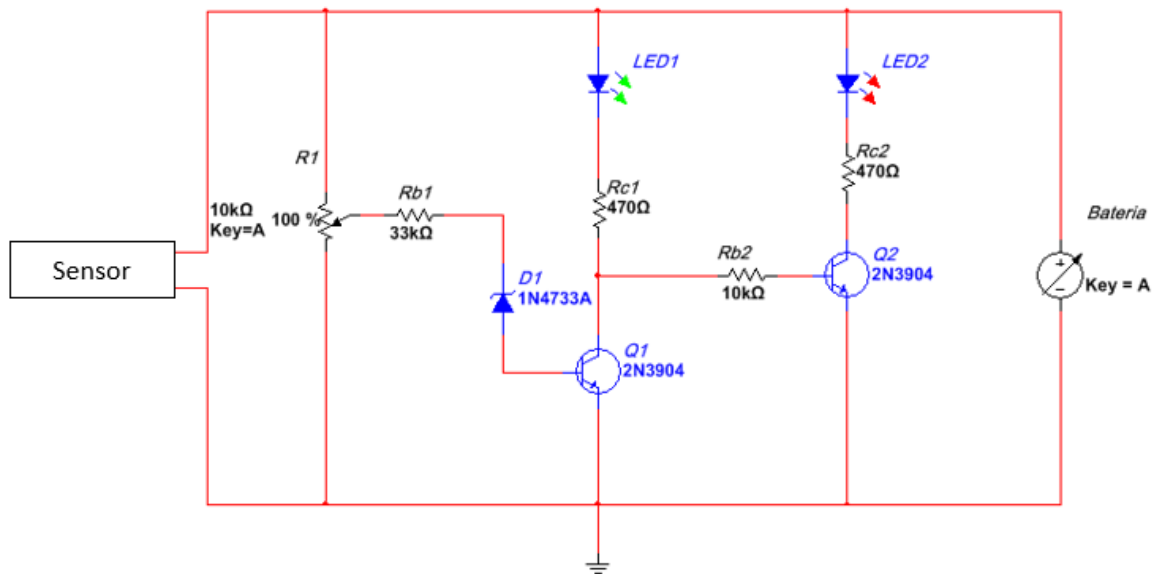 LED1
LED2
R1
Rb1
10kΩ
Key=A
100 %
33kΩ
Rc1
470Ω
Rc2
470Ω
Bateria
Sensor
D1
1N4733A
Rb2
10kΩ
Q2
2N3904
+
−
Key = A
Q1
2N3904